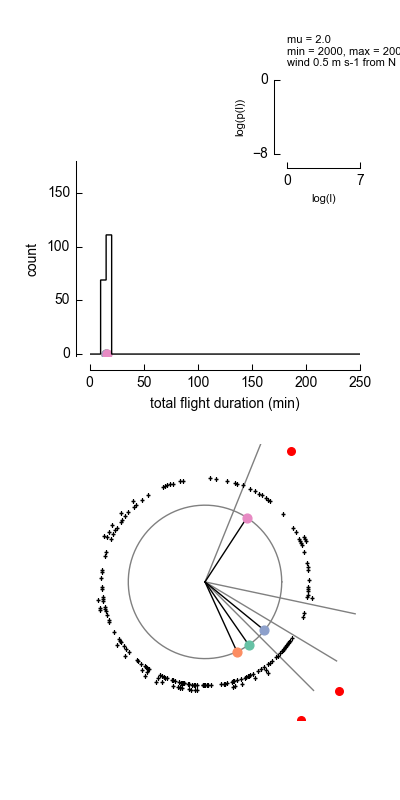 mu = 2.0
min = 2000, max = 200
wind 0.5 m s-1 from N
0
log(p(l))
−8
0 7
log(l)
150
100
50
0
count
0 50 100 150 200 250
total flight duration (min)